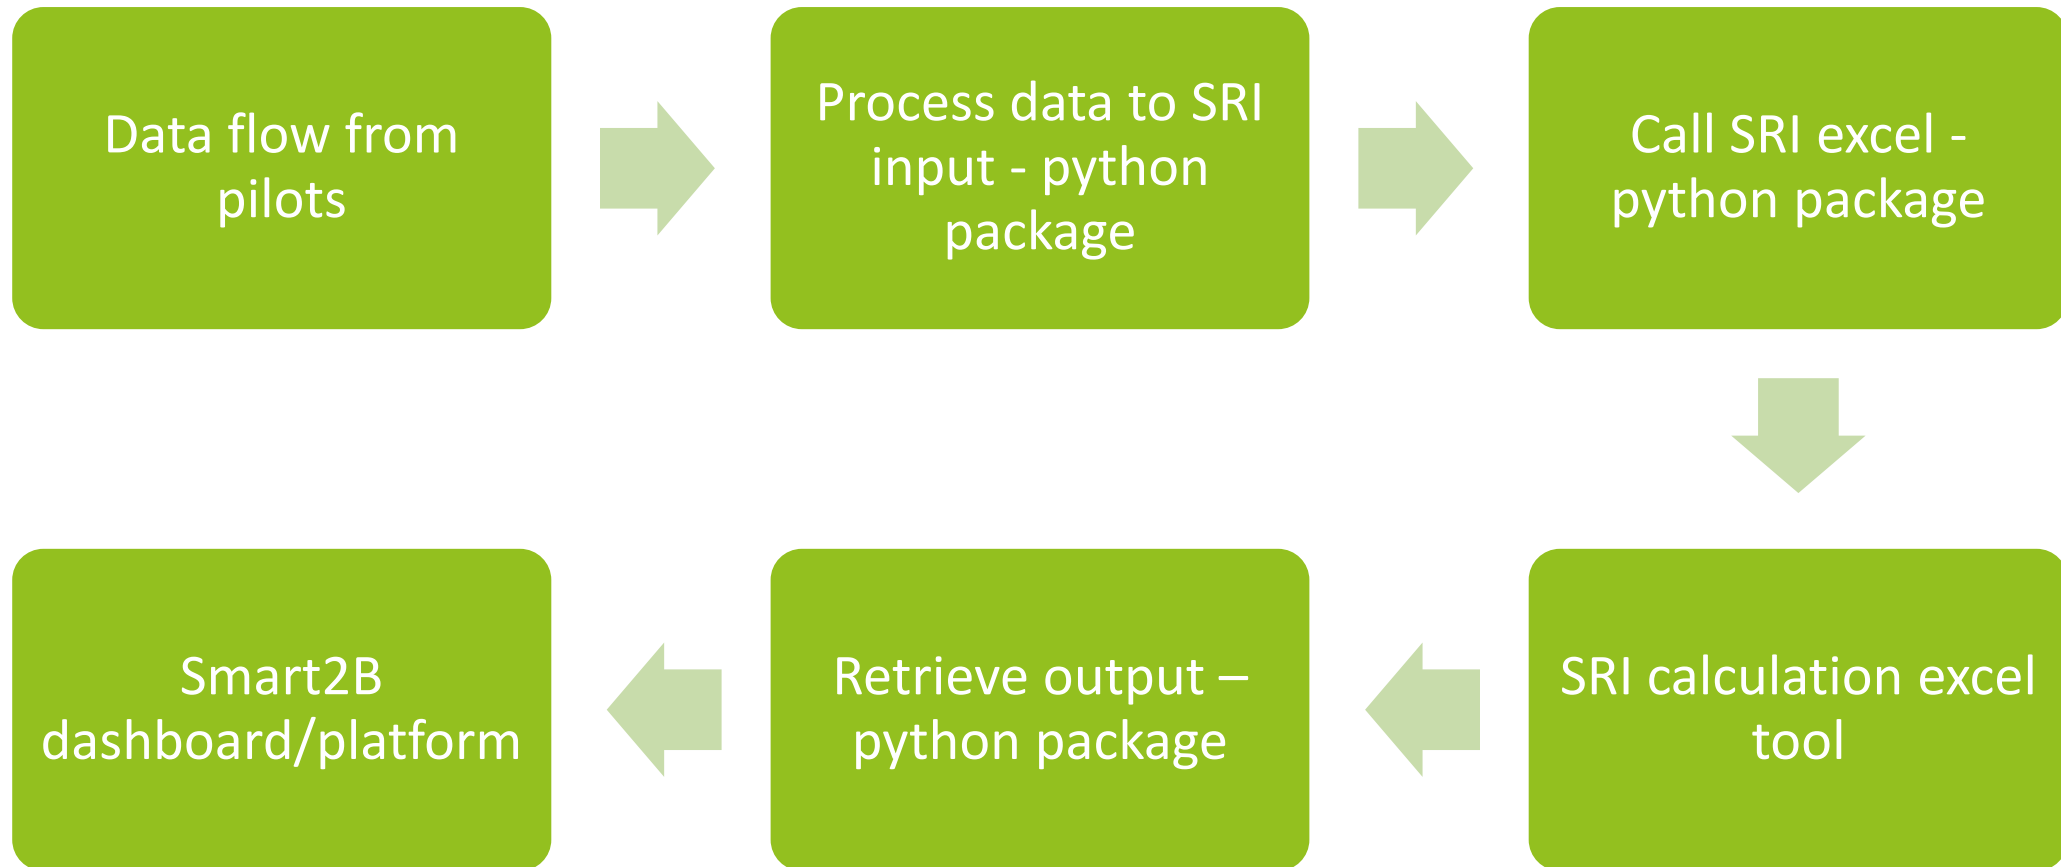 Data flow from
pilots
Process data to SRI
input - python
package
Call SRI excel -
python package
SRI calculation excel
tool
Retrieve output –
python package
Smart2B
dashboard/platform